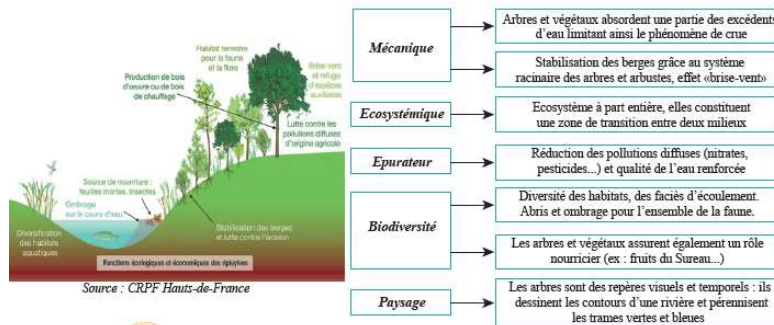 Habitat terrestre
pour la faune
et la flore
Brise-vent
et refuge
d'espèces
auxiliaires
Production de bois
d'œuvre ou de bois
de chauffage
Lutte contre les
pollutions diffuses
d'origine agricole
Source de nourriture :
feuilles mortes, insectes
Ombrage
sur le cours d'eau
Diversification
des habitats
aquatiques
Stabilisation des berges
et lutte contre l'érosion
Fonctions écologiques et économiques des ripisylves
Source : CRPF Hauts-de-France
Mécanique
Arbres et végétaux absordent une partie des excédents
d'eau limitant ainsi le phénomène de crue
Stabilisation des berges grâce au système
racinaire des arbres et arbustes, effet «brise-vent»
Ecosystémique
Ecosystème à part entière, elles constituent
une zone de transition entre deux milieux
Epurateur
Réduction des pollutions diffuses (nitrates,
pesticides...) et qualité de l'eau renforcée
Biodiversité
Diversité des habitats, des faciès d'écoulement.
Abris et ombrage pour l'ensemble de la faune.
Les arbres et végétaux assurent également un rôle
nourricier (ex : fruits du Sureau...)
Paysage
Les arbres sont des repères visuels et temporels : ils
dessinent les contours d'une rivière et pérennisent
les trames vertes et bleues